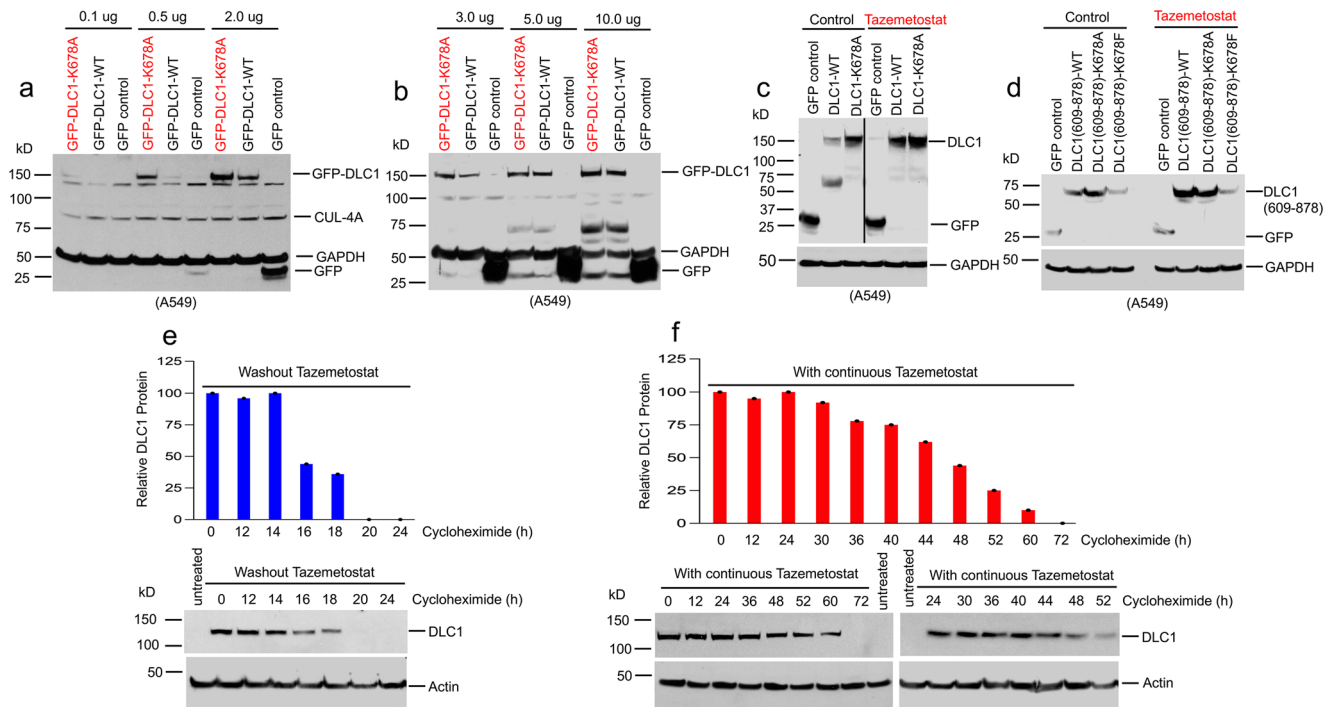 a
0.1 ug 0.5 ug 2.0 ug
GFP-DLC1-K678A
GFP-DLC1-WT
GFP-DLC1-K678A
GFP-DLC1-WT
GFP control
GFP-DLC1-K678A
GFP-DLC1-WT
GFP control
kD
150
100
75
50
25
GFP-DLC1
CUL-4A
GAPDH
GFP
(A549)
b
3.0 ug 5.0 ug 10.0 ug
GFP-DLC1-K678A
GFP-DLC1-WT
GFP control
GFP-DLC1-K678A
GFP-DLC1-WT
GFP control
GFP-DLC1-K678A
GFP-DLC1-WT
GFP control
kD
150
100
75
50
25
GFP-DLC1
GAPDH
GFP
(A549)
c
Control Tazemetostat
GFP control
DLC1-WT
DLC1-K678A
GFP control
DLC1-WT
DLC1-K678A
kD
150
100
75
50
37
25
50
DLC1
GFP
GAPDH
(A549)
d
Control Tazemetostat
GFP control
DLC1(609-878)-WT
DLC1(609-878)-K678A
DLC1(609-878)-K678F
GFP control
DLC1(609-878)-WT
DLC1(609-878)-K678A
DLC1(609-878)-K678F
kD
75
50
25
50
DLC1
(609-878)
GFP
GAPDH
(A549)
e
Washout Tazemetostat
Relative DLC1 Protein
125
100
75
50
25
0
0 12 14 16 18 20 24 Cycloheximide (h)
Washout Tazemetostat
untreated
kD
0 12 14 16 18 20 24 Cycloheximide (h)
150
100
50
DLC1
Actin
f
With continuous Tazemetostat
Relative DLC1 Protein
125
100
75
50
25
0
0 12 24 30 36 40 44 48 52 60 72 Cycloheximide (h)
With continuous Tazemetostat
kD
0 12 24 36 48 52 60 72
untreated
untreated
With continuous Tazemetostat
24 30 36 40 44 48 52 Cycloheximide (h)
150
100
50
DLC1
Actin